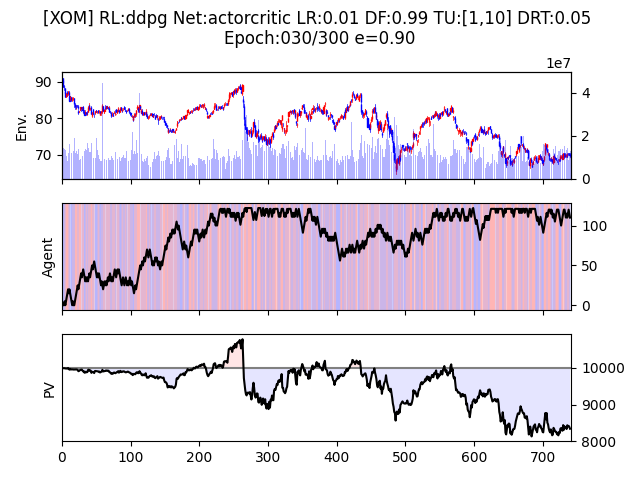 [XOM] RL:ddpg Net:actorcritic LR:0.01 DF:0.99 TU:[1,10] DRT:0.05
Epoch:030/300 e=0.90
1e7
Env.
90
80
70
4
2
0
Agent
100
50
0
PV
10000
9000
8000
0 100 200 300 400 500 600 700